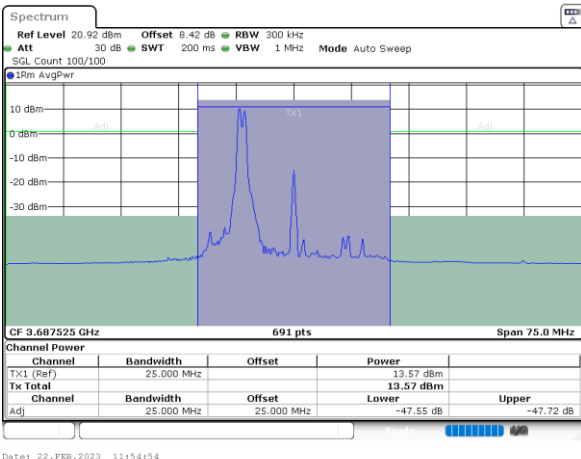 Spectrum
Ref Level 20.92 dBm Offset 8.42 dB RBW 300 kHz
Att 30 dB SWT 200 ms VBW 1 MHz Mode Auto Sweep
SGL Count 100/100
1Rm AvgPwr
10 dBm
TX1
Adj
Adj
0 dBm
-10 dBm
-20 dBm
-30 dBm
CF 3.687525 GHz 691 pts Span 75.0 MHz
Channel Power
Channel Bandwidth Offset Power
TX1 (Ref) 25.000 MHz 13.57 dBm
Tx Total 13.57 dBm
Channel Bandwidth Offset Lower Upper
Adj 25.000 MHz 25.000 MHz -47.55 dB -47.72 dB
Date: 22.FEB.2023 11:54:54